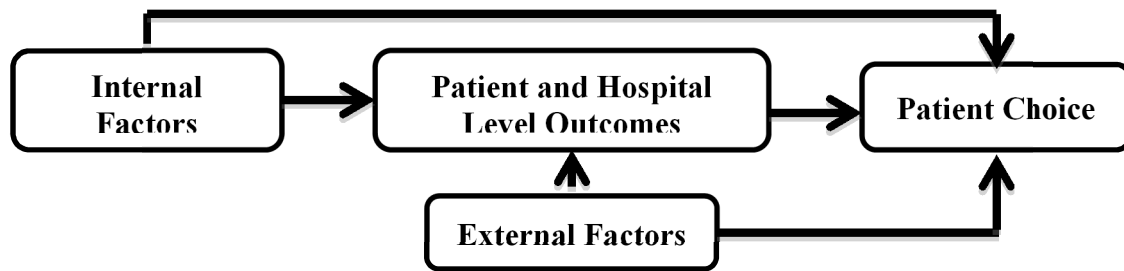 Internal
Factors
Patient and Hospital
Level Outcomes
Patient Choice
External Factors